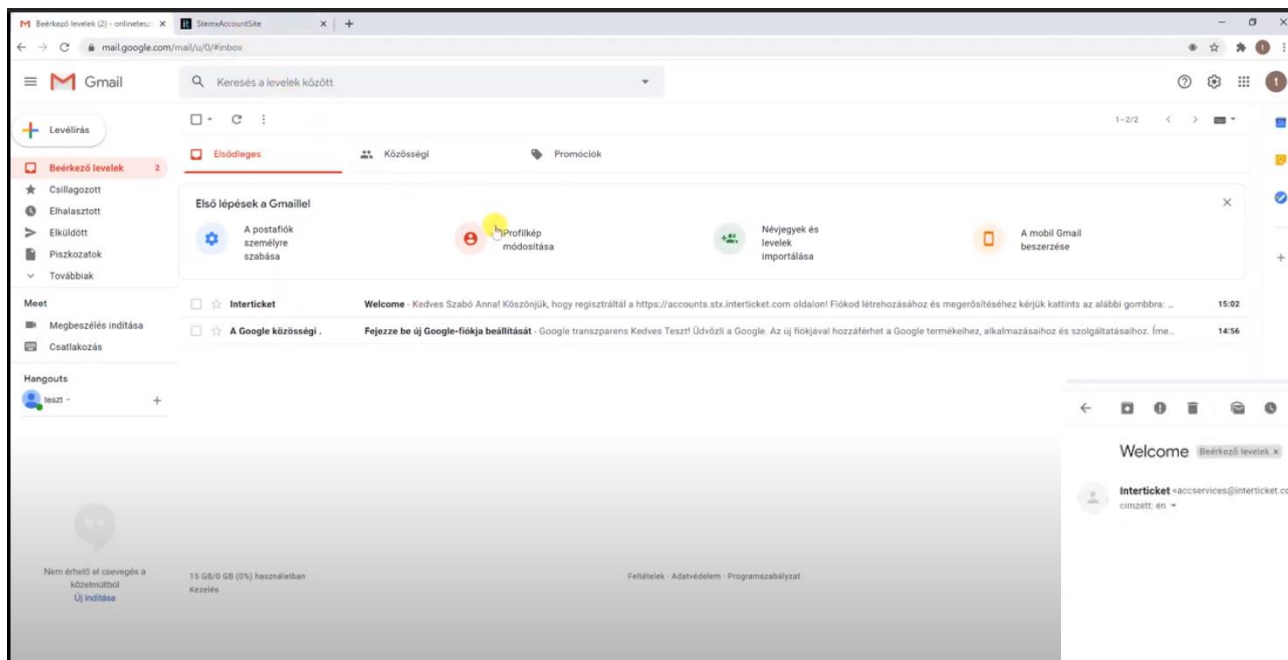 Beérkező levelek (2) - onlinetesz
StemxAccountSite
mail.google.com/mail/u/0/#inbox
Gmail
Keresés a levelek között
Levélírás
1–2/2
Elsődleges
Közösségi
Promóciók
Beérkező levelek 2
Csillagozott
Elhalasztott
Elküldött
Piszkozatok
Továbbiak
Első lépések a Gmaillel
A postafiók
személyre
szabása
Profilkép
módosítása
Névjegyek és
levelek
importálása
A mobil Gmail
beszerzése
Interticket Welcome - Kedves Szabó Anna! Köszönjük, hogy regisztráltál a https://accounts.stx.interticket.com oldalon! Fiókod létrehozásához és megerősítéséhez kérjük kattints az alábbi gombbra: ... 15:02
A Google közösségi . Fejezze be új Google-fiókja beállítását - Google transzparens Kedves Teszt! Üdvözli a Google. Az új fiókjával hozzáférhet a Google termékeihez, alkalmazásaihoz és szolgáltatásaihoz. Íme... 14:56
Meet
Megbeszélés indítása
Csatlakozás
Hangouts
teszt
Nem érhető el csevegés a
közelmúltból
Új indítása
15 GB/0 GB (0%) használatban
Kezelés
Feltételek · Adatvédelem · Programszabályzat
Welcome Beérkező levelek x
Interticket <accservices@interticket.co
címzett: én